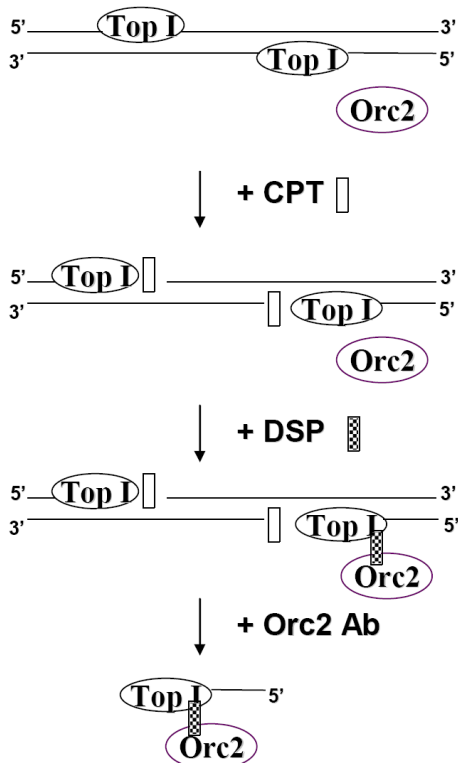 5’ Top I 3’
3’ Top I 5’
Orc2
+ CPT
5’ Top I 3’
3’ Top I 5’
Orc2
+ DSP
5’ Top I 3’
3’ Top I 5’
Orc2
+ Orc2 Ab
Top I 5’
Orc2